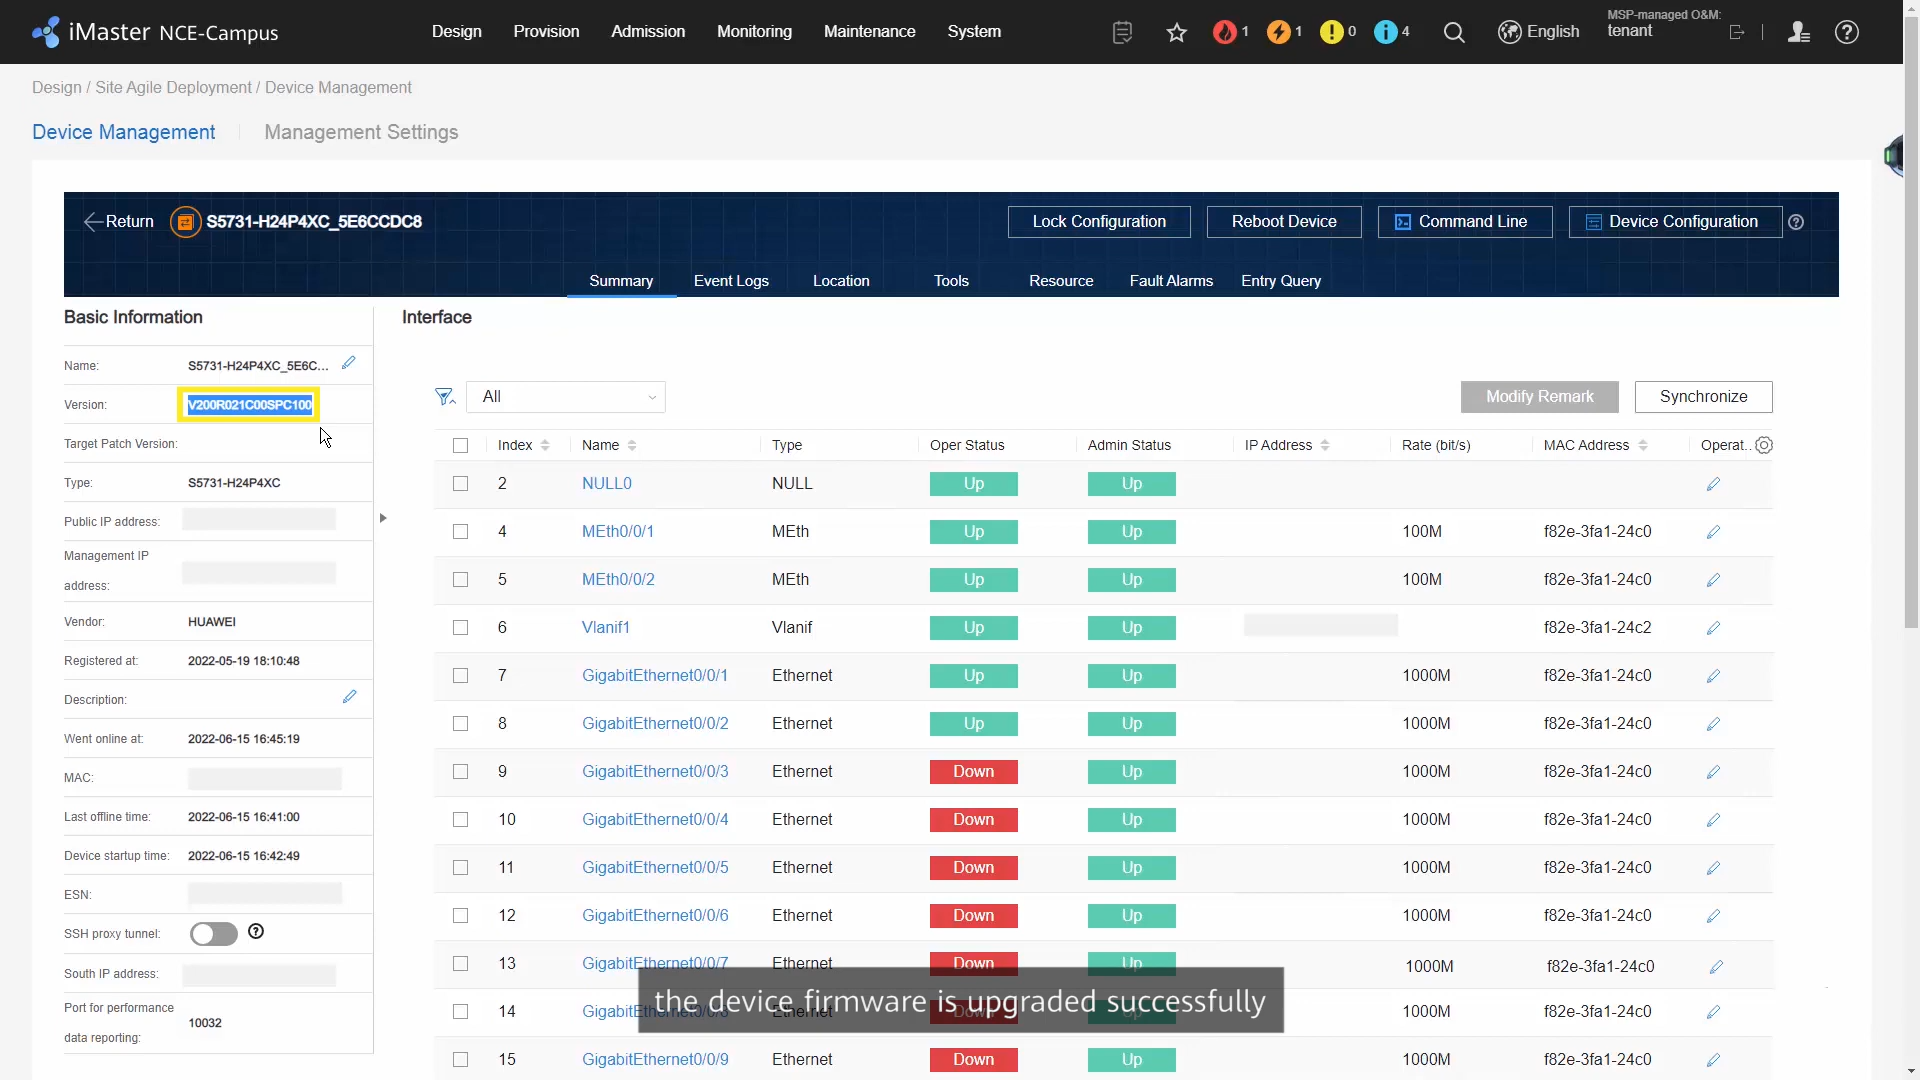 iMaster NCE-Campus
Design Provision Admission Monitoring Maintenance System
1 1 0 4
English
MSP-managed O&M:
tenant
Design / Site Agile Deployment / Device Management
Device Management Management Settings
Return S5731-H24P4XC_5E6CCDC8
Lock Configuration Reboot Device Command Line Device Configuration
Summary Event Logs Location Tools Resource Fault Alarms Entry Query
Basic Information
Name: S5731-H24P4XC_5E6C...
Version: V200R021C00SPC100
Target Patch Version:
Type: S5731-H24P4XC
Public IP address:
Management IP
address:
Vendor: HUAWEI
Registered at: 2022-05-19 18:10:48
Description:
Went online at: 2022-06-15 16:45:19
MAC:
Last offline time: 2022-06-15 16:41:00
Device startup time: 2022-06-15 16:42:49
ESN:
SSH proxy tunnel:
South IP address:
Port for performance
data reporting: 10032
Interface
All
Modify Remark Synchronize
Index Name Type Oper Status Admin Status IP Address Rate (bit/s) MAC Address Operat..
2 NULL0 NULL Up Up
4 MEth0/0/1 MEth Up Up 100M f82e-3fa1-24c0
5 MEth0/0/2 MEth Up Up 100M f82e-3fa1-24c0
6 Vlanif1 Vlanif Up Up f82e-3fa1-24c2
7 GigabitEthernet0/0/1 Ethernet Up Up 1000M f82e-3fa1-24c0
8 GigabitEthernet0/0/2 Ethernet Up Up 1000M f82e-3fa1-24c0
9 GigabitEthernet0/0/3 Ethernet Down Up 1000M f82e-3fa1-24c0
10 GigabitEthernet0/0/4 Ethernet Down Up 1000M f82e-3fa1-24c0
11 GigabitEthernet0/0/5 Ethernet Down Up 1000M f82e-3fa1-24c0
12 GigabitEthernet0/0/6 Ethernet Down Up 1000M f82e-3fa1-24c0
13 GigabitEthernet0/0/7 Ethernet Down Up 1000M f82e-3fa1-24c0
14 1000M f82e-3fa1-24c0
the device firmware is upgraded successfully
15 GigabitEthernet0/0/9 Ethernet Down Up 1000M f82e-3fa1-24c0